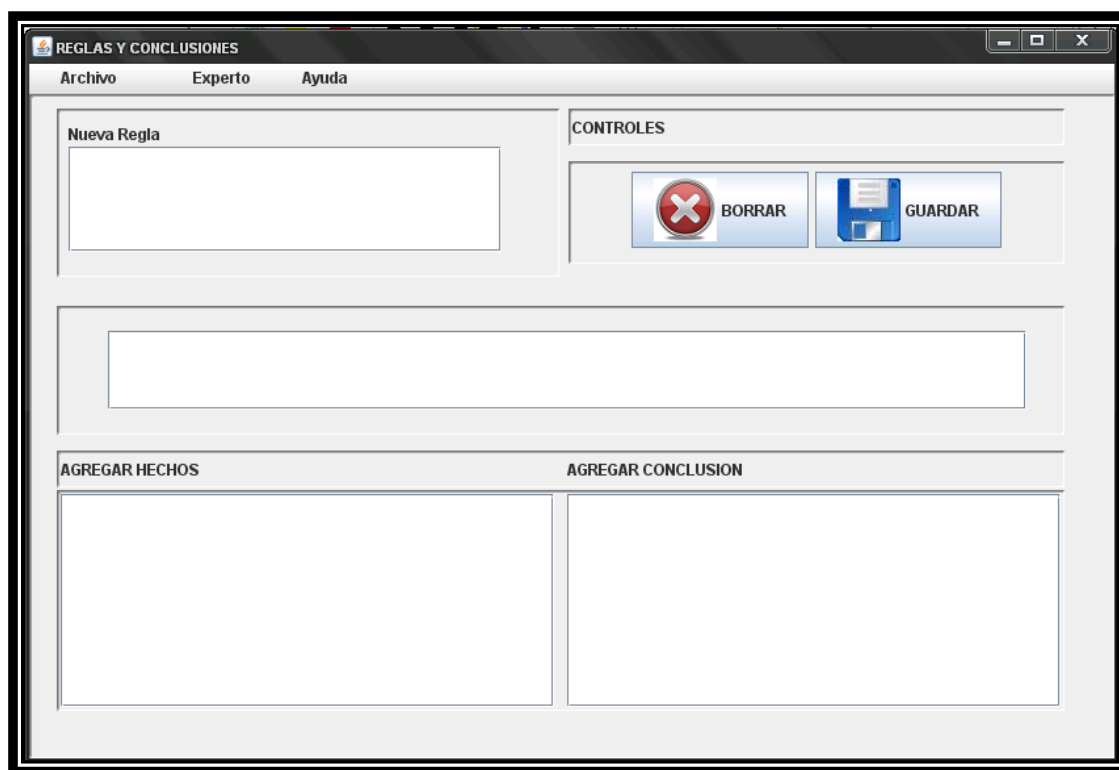 REGLAS Y CONCLUSIONES
Archivo Experto Ayuda
Nueva Regla
CONTROLES
BORRAR GUARDAR
AGREGAR HECHOS AGREGAR CONCLUSION